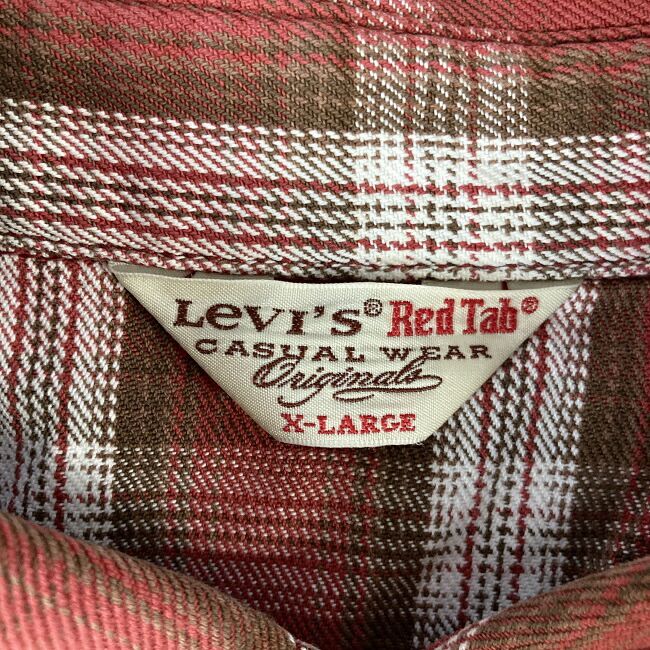 Levi's® Red Tab®
CASUAL WEAR
Originals
X-LARGE